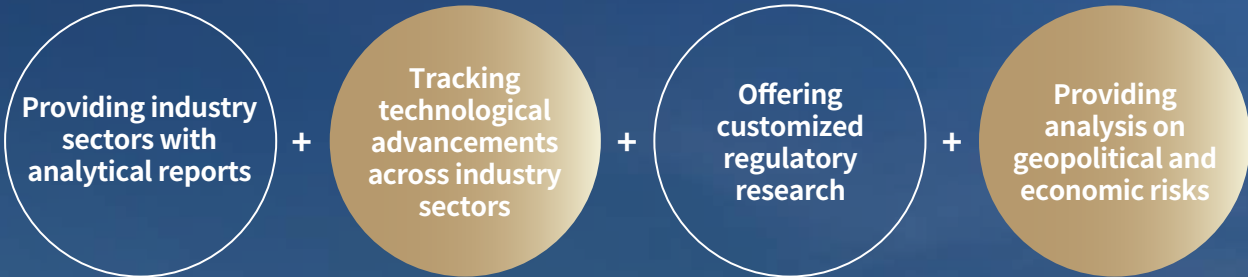 Providing industry
sectors with
analytical reports
+
Tracking
technological
advancements
across industry
sectors
+
Offering
customized
regulatory
research
+
Providing
analysis on
geopolitical and
economic risks